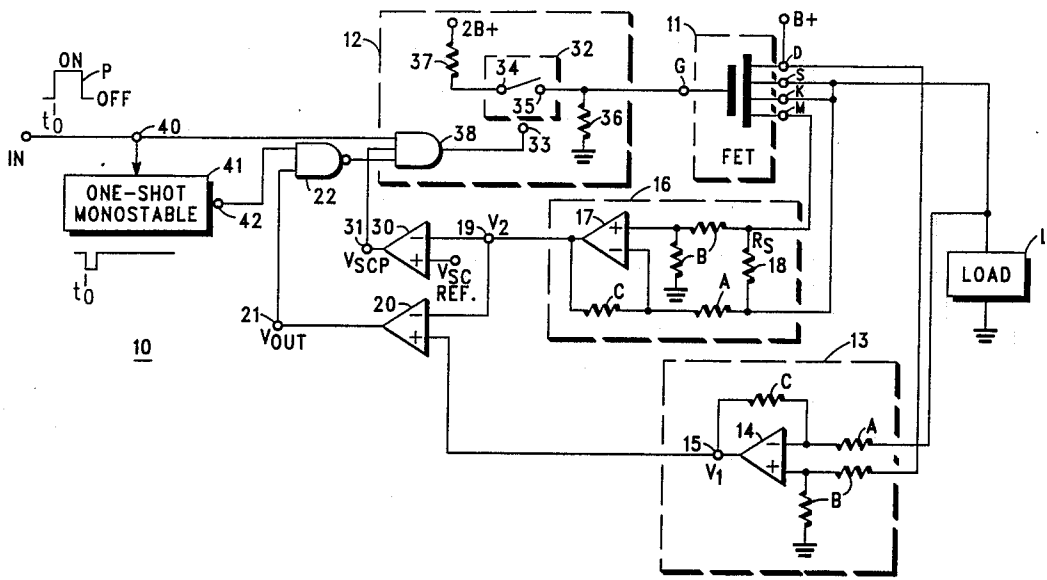 ON
P
OFF
t0
IN
40
41
ONE-SHOT
MONOSTABLE
42
t0
10
22
12
2B+
37
32
34
35
33
36
38
31
VSCP
30
19
V2
VSC
REF.
20
21
VOUT
11
B+
G
D
S
K
M
FET
16
17
B
RS
18
C
A
L
LOAD
13
C
14
15
V1
A
B